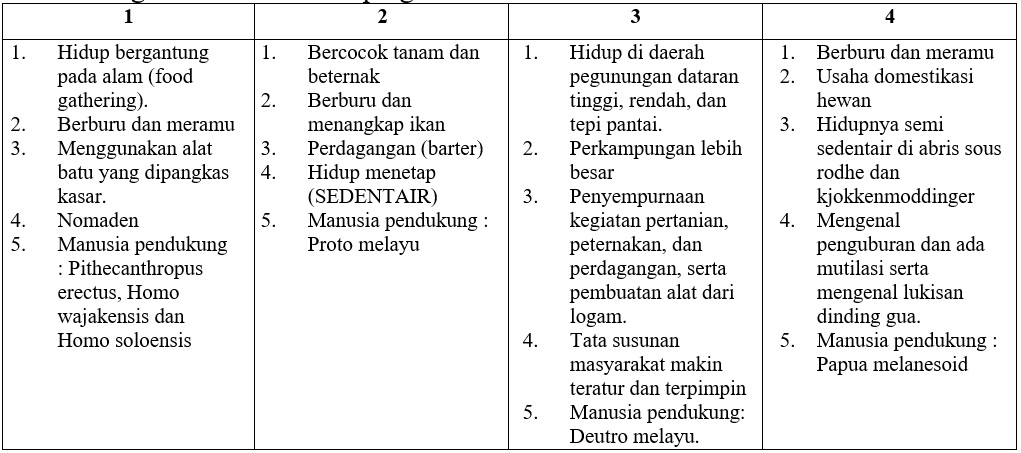 1
2
3
4
1. Hidup bergantung
pada alam (food
gathering).
2. Berburu dan meramu
3. Menggunakan alat
batu yang dipangkas
kasar.
4. Nomaden
5. Manusia pendukung
: Pithecanthropus
erectus, Homo
wajakensis dan
Homo soloensis
1. Bercocok tanam dan
beternak
2. Berburu dan
menangkap ikan
3. Perdagangan (barter)
4. Hidup menetap
(SEDENTAIR)
5. Manusia pendukung :
Proto melayu
1. Hidup di daerah
pegunungan dataran
tinggi, rendah, dan
tepi pantai.
2. Perkampungan lebih
besar
3. Penyempurnaan
kegiatan pertanian,
peternakan, dan
perdagangan, serta
pembuatan alat dari
logam.
4. Tata susunan
masyarakat makin
teratur dan terpimpin
5. Manusia pendukung:
Deutro melayu.
1. Berburu dan meramu
2. Usaha domestikasi
hewan
3. Hidupnya semi
sedentair di abris sous
rodhe dan
kjokkenmoddinger
4. Mengenal
penguburan dan ada
mutilasi serta
mengenal lukisan
dinding gua.
5. Manusia pendukung :
Papua melanesoid